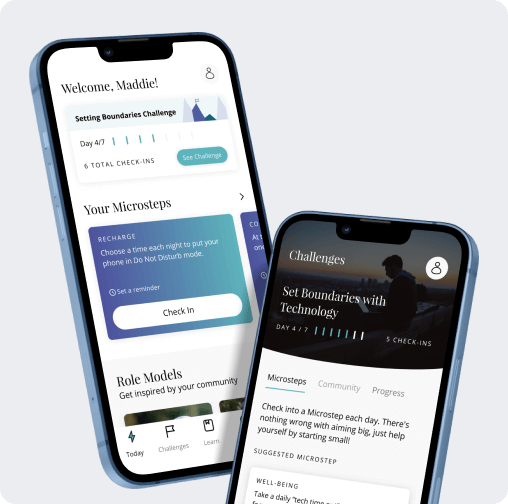 Welcome, Maddie!
Setting Boundaries Challenge
Day 4/7
6 TOTAL CHECK-INS
See Challenge
Your Microsteps
RECHARGE
Choose a time each night to put your
phone in Do Not Disturb mode.
Set a reminder
Check In
Role Models
Get inspired by your community
Today
Challenges
Learn
Challenges
Set Boundaries with
Technology
DAY 4 / 7
5 CHECK-INS
Microsteps
Community
Progress
Check into a Microstep each day. There's
nothing wrong with aiming big, just help
yourself by starting small!
SUGGESTED MICROSTEP
WELL-BEING
Take a daily "tech time